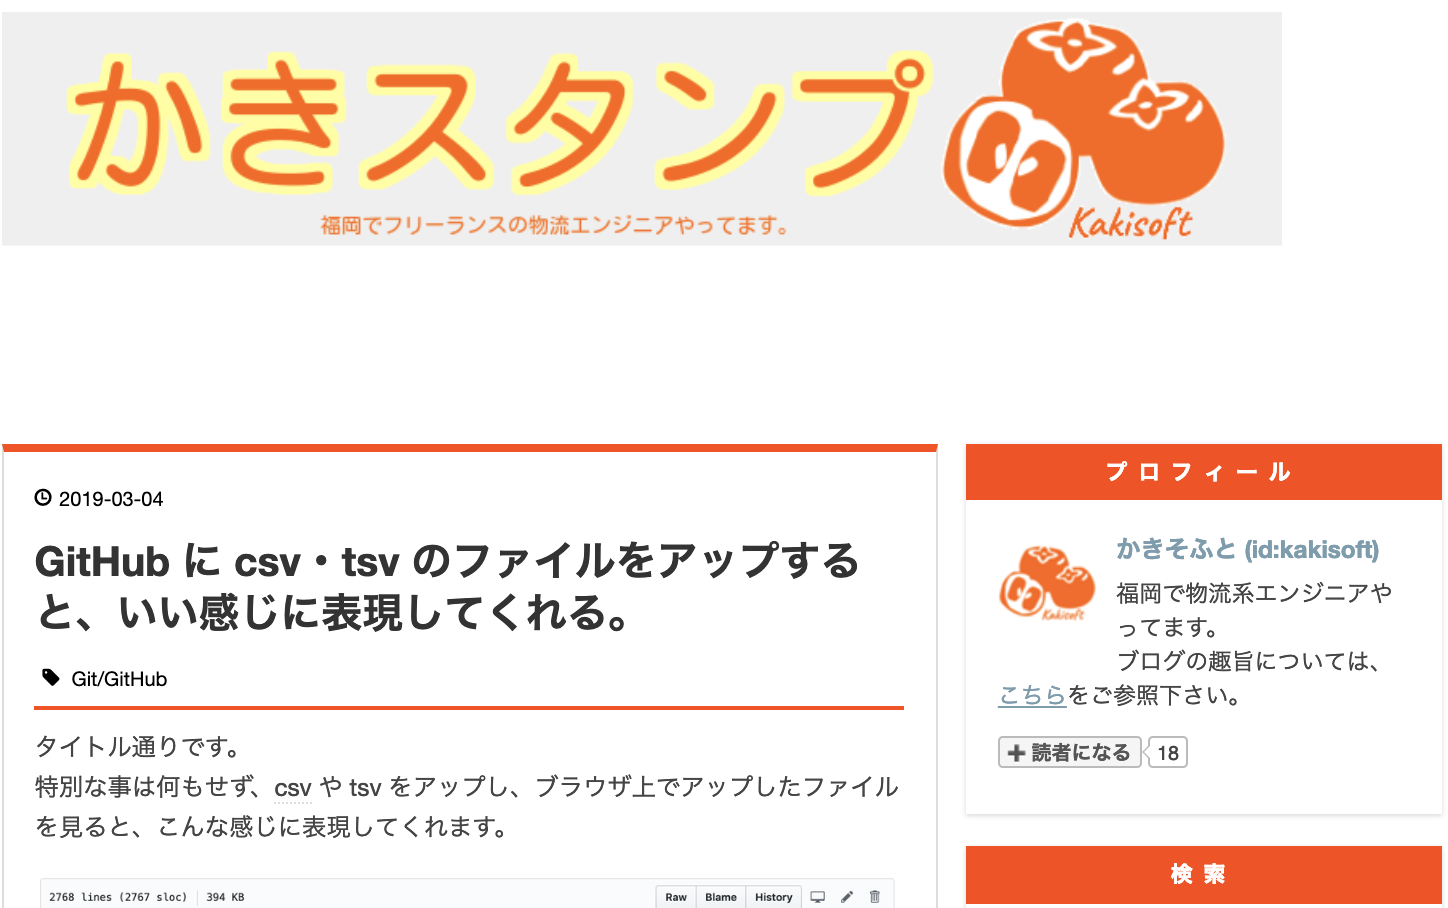 かきスタンプ
福岡でフリーランスの物流エンジニアやってます。
Kakisoft
2019-03-04
GitHub に csv・tsv のファイルをアップする
と、いい感じに表現してくれる。
Git/GitHub
タイトル通りです。
特別な事は何もせず、csv や tsv をアップし、ブラウザ上でアップしたファイル
を見ると、こんな感じに表現してくれます。
2768 lines (2767 sloc) 394 KB
Raw Blame History
プロフィール
かきそふと (id:kakisoft)
Kakisoft
福岡で物流系エンジニアや
ってます。
ブログの趣旨については、
こちらをご参照下さい。
+ 読者になる 18
検索